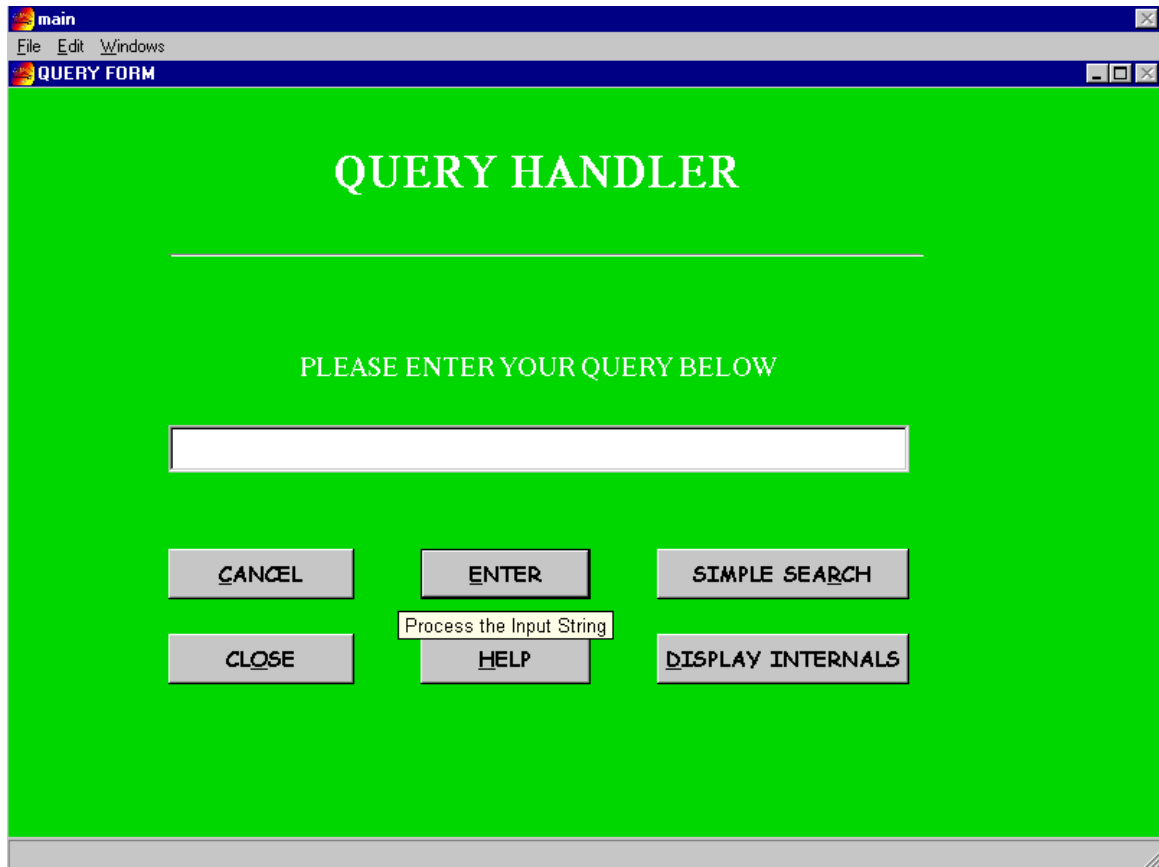 main
File Edit Windows
QUERY FORM
QUERY HANDLER
PLEASE ENTER YOUR QUERY BELOW
CANCEL ENTER SIMPLE SEARCH
Process the Input String
CLOSE HELP DISPLAY INTERNALS